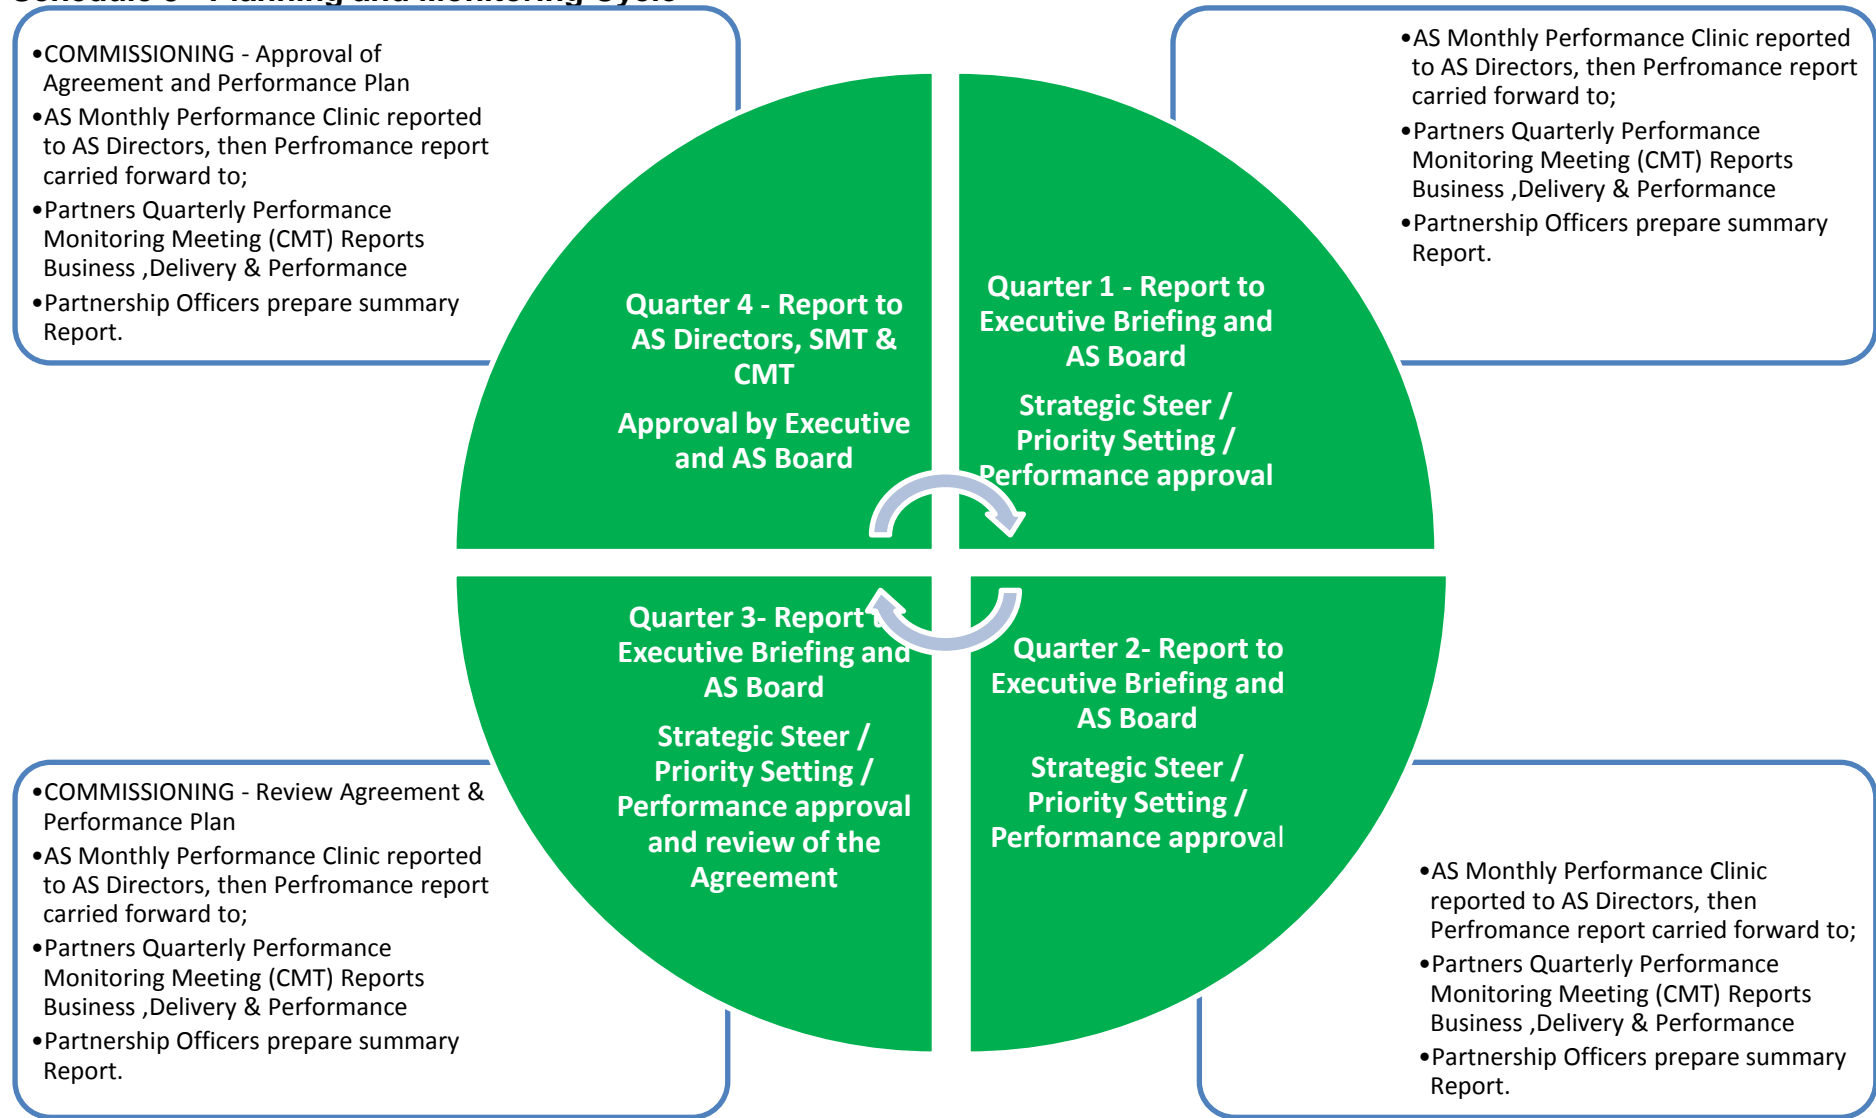 •COMMISSIONING - Approval of
Agreement and Performance Plan
•AS Monthly Performance Clinic reported
to AS Directors, then Perfromance report
carried forward to;
•Partners Quarterly Performance
Monitoring Meeting (CMT) Reports
Business ,Delivery & Performance
•Partnership Officers prepare summary
Report.
•AS Monthly Performance Clinic reported
to AS Directors, then Perfromance report
carried forward to;
•Partners Quarterly Performance
Monitoring Meeting (CMT) Reports
Business ,Delivery & Performance
•Partnership Officers prepare summary
Report.
Quarter 4 - Report to
AS Directors, SMT &
CMT
Approval by Executive
and AS Board
Quarter 1 - Report to
Executive Briefing and
AS Board
Strategic Steer /
Priority Setting /
Performance approval
Quarter 3- Report
Executive Briefing and
AS Board
Strategic Steer /
Priority Setting /
Performance approval
and review of the
Agreement
Quarter 2- Report to
Executive Briefing and
AS Board
Strategic Steer /
Priority Setting /
Performance approval
•COMMISSIONING - Review Agreement &
Performance Plan
•AS Monthly Performance Clinic reported
to AS Directors, then Perfromance report
carried forward to;
•Partners Quarterly Performance
Monitoring Meeting (CMT) Reports
Business ,Delivery & Performance
•Partnership Officers prepare summary
Report.
•AS Monthly Performance Clinic
reported to AS Directors, then
Perfromance report carried forward to;
•Partners Quarterly Performance
Monitoring Meeting (CMT) Reports
Business ,Delivery & Performance
•Partnership Officers prepare summary
Report.